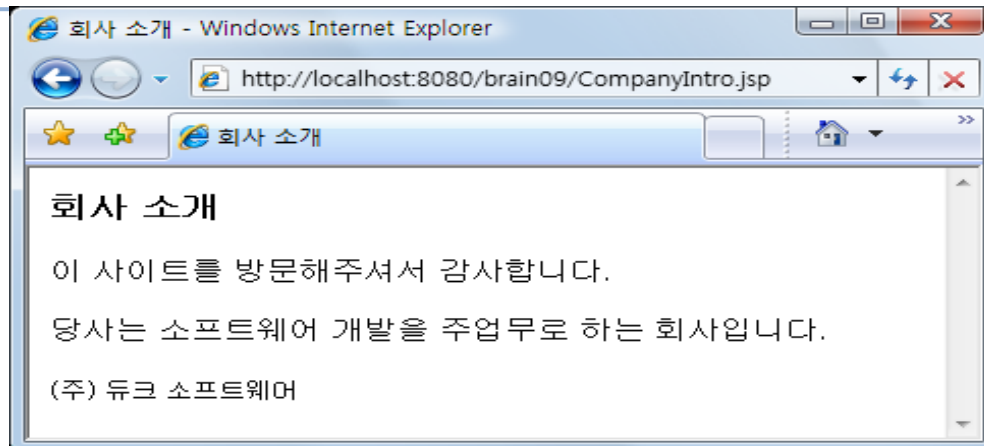 회사 소개 - Windows Internet Explorer
http://localhost:8080/brain09/CompanyIntro.jsp
회사 소개
회사 소개
이 사이트를 방문해주셔서 감사합니다.
당사는 소프트웨어 개발을 주업무로 하는 회사입니다.
(주) 듀크 소프트웨어